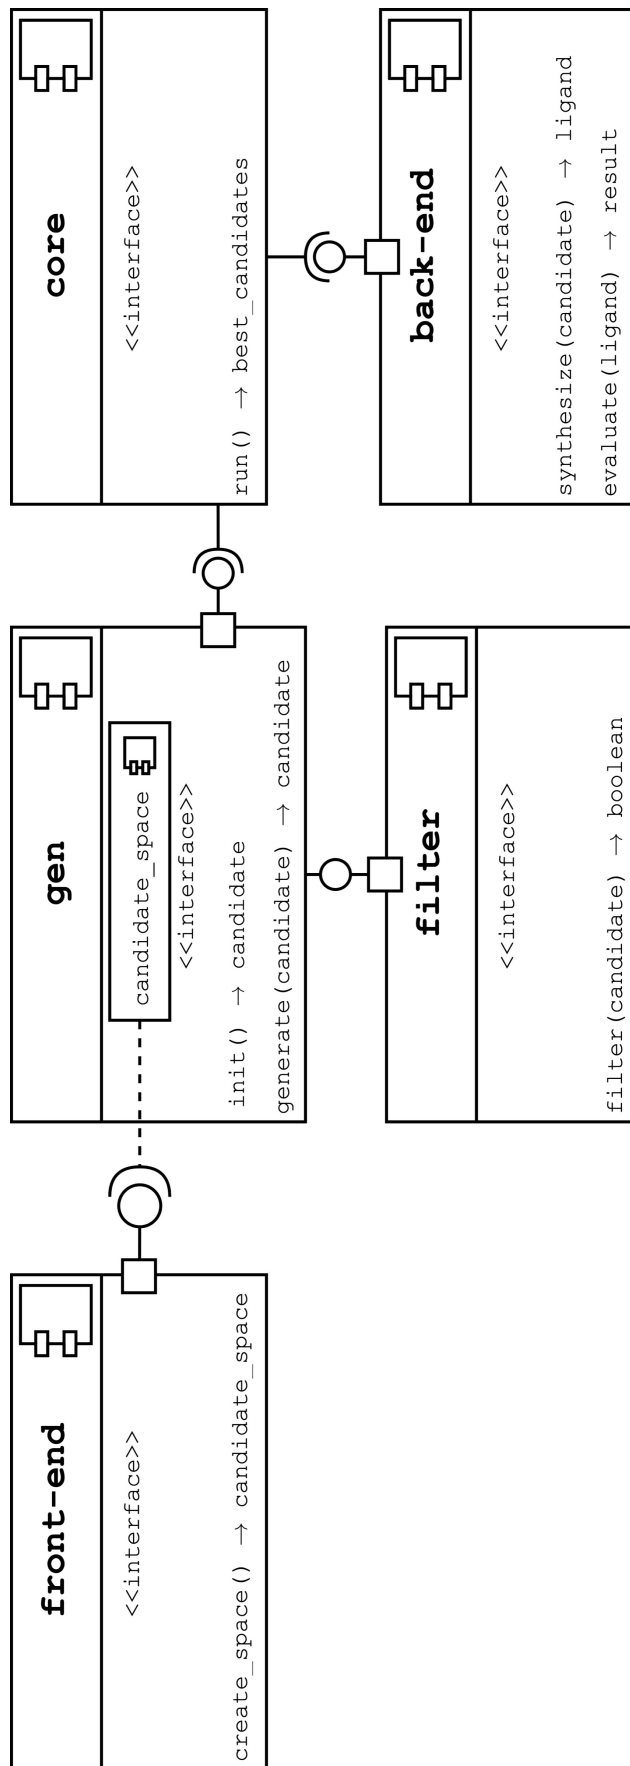 front-end
<<interface>>
create_space() → candidate_space
gen
candidate_space
<<interface>>
init() → candidate
generate(candidate) → candidate
core
<<interface>>
run() → best_candidates
filter
<<interface>>
filter(candidate) → boolean
back-end
<<interface>>
synthesize(candidate) → ligand
evaluate(ligand) → result